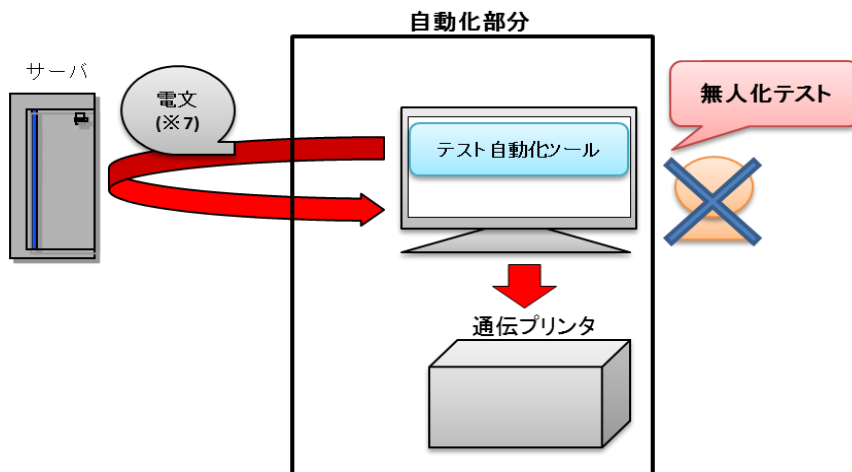 自動化部分
サーバ
電文
(※7)
無人化テスト
テスト自動化ツール
通伝プリンタ